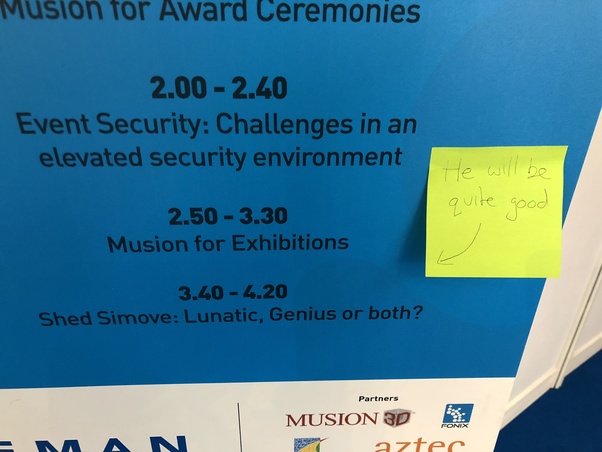 Musion for Award Ceremonies
2.00 - 2.40
Event Security: Challenges in an
elevated security environment
2.50 - 3.30
Musion for Exhibitions
3.40 - 4.20
Shed Simove: Lunatic, Genius or both?
He will be
quite good
Partners
MUSION 3D
FONIX
EMAN
aztec